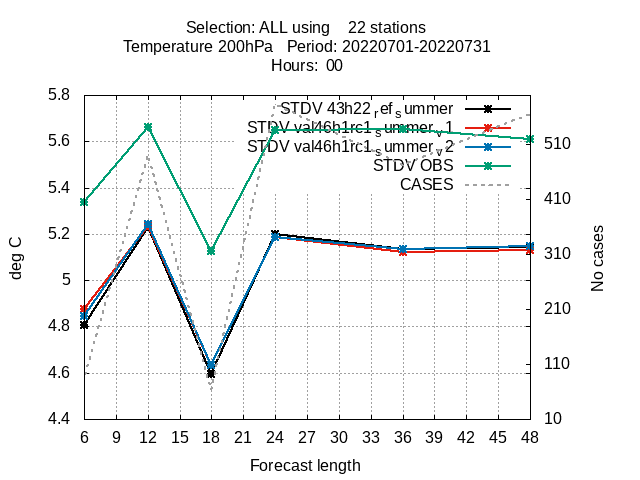 Selection: ALL using 22 stations
Temperature 200hPa Period: 20220701-20220731
Hours: 00
STDV 43h22_ref_summer
STDV val46h1rc1_summer_v1
STDV val46h1rc1_summer_v2
STDV OBS
CASES
5.8
5.6
5.4
5.2
5
4.8
4.6
4.4
deg C
510
410
310
210
110
10
No cases
6 9 12 15 18 21 24 27 30 33 36 39 42 45 48
Forecast length